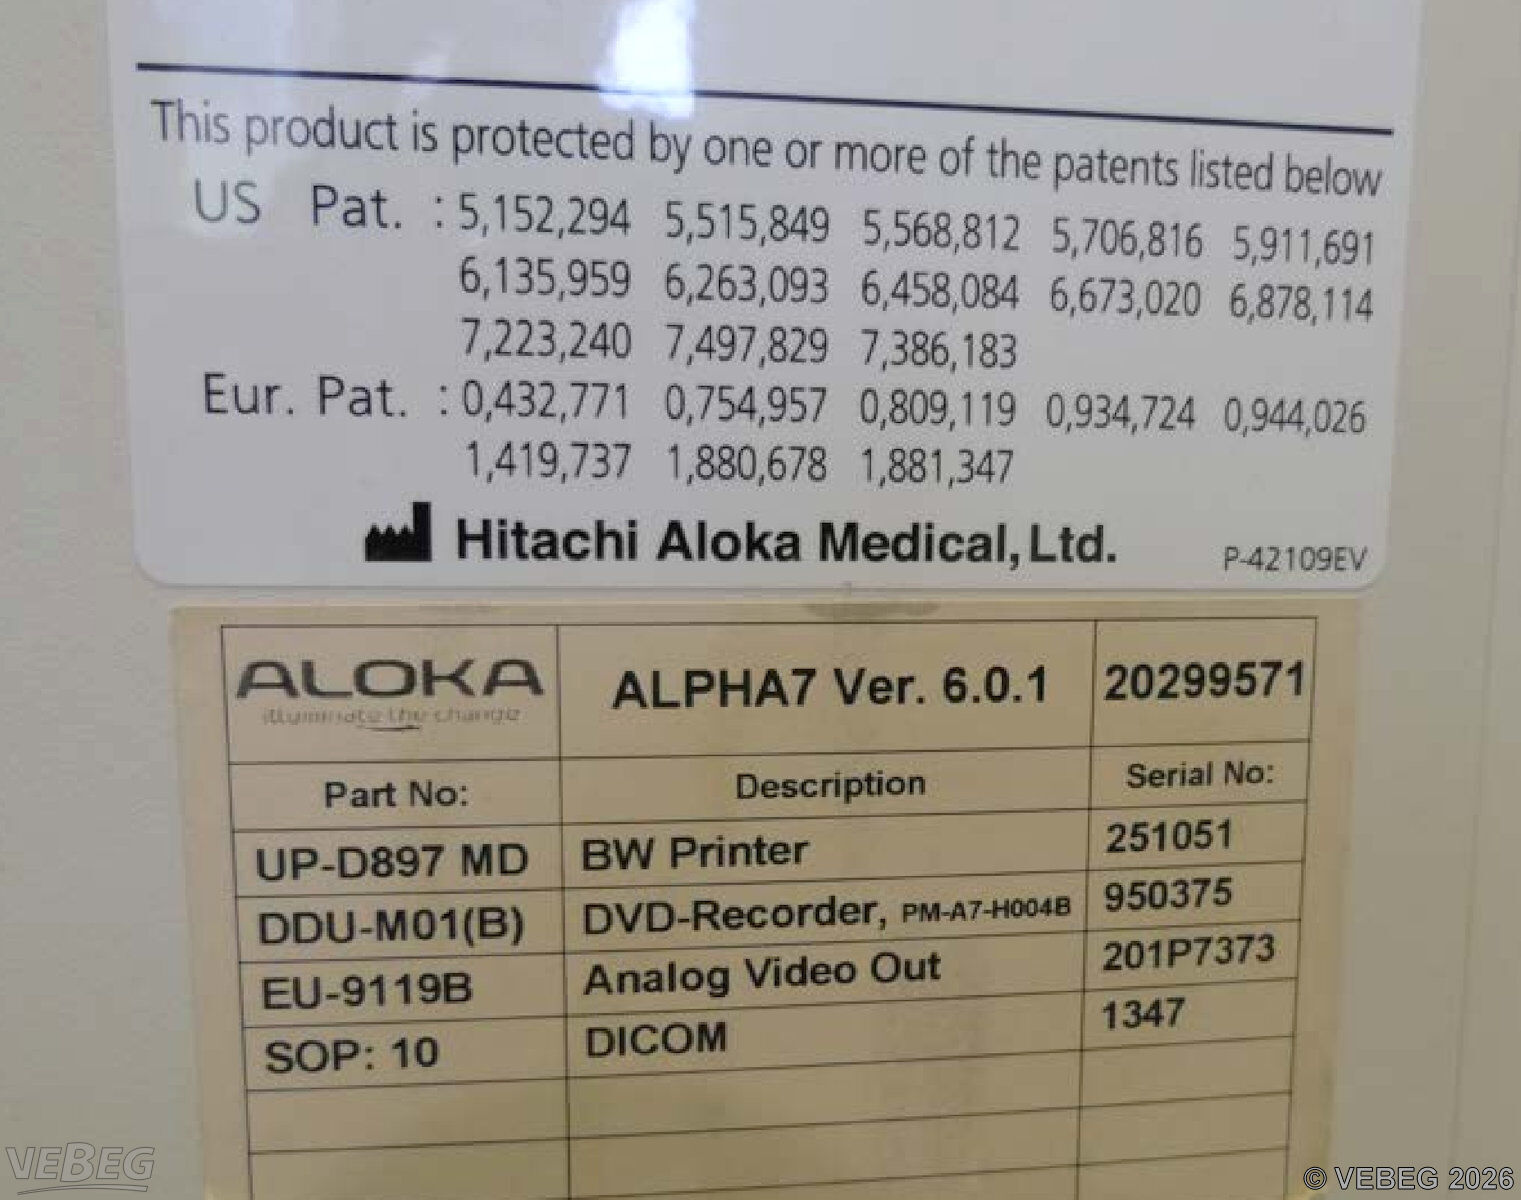 This product is protected by one or more of the patents listed below
US Pat. : 5,152,294 5,515,849 5,568,812 5,706,816 5,911,691
6,135,959 6,263,093 6,458,084 6,673,020 6,878,114
7,223,240 7,497,829 7,386,183
Eur. Pat. : 0,432,771 0,754,957 0,809,119 0,934,724 0,944,026
1,419,737 1,880,678 1,881,347
Hitachi Aloka Medical, Ltd. P-42109EV
ALOKA ALPHA7 Ver. 6.0.1 20299571
illuminate the change
Part No: Description Serial No:
UP-D897 MD BW Printer 251051
DDU-M01(B) DVD-Recorder, PM-A7-H004B 950375
EU-9119B Analog Video Out 201P7373
SOP: 10 DICOM 1347
VEBEG © VEBEG 2026